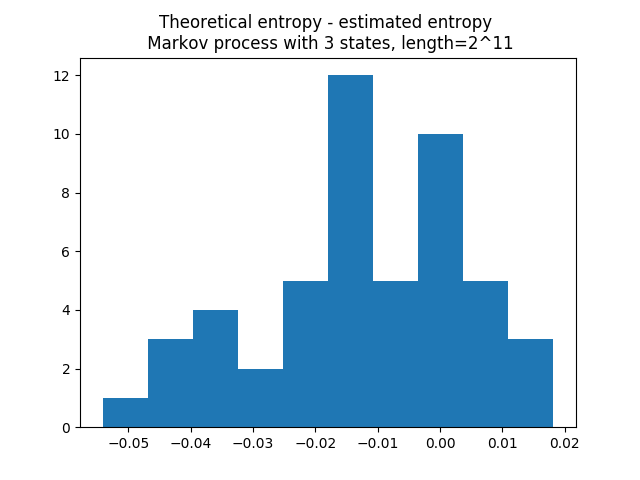 Theoretical entropy - estimated entropy
Markov process with 3 states, length=2^11
12
10
8
6
4
2
0
−0.05 −0.04 −0.03 −0.02 −0.01 0.00 0.01 0.02